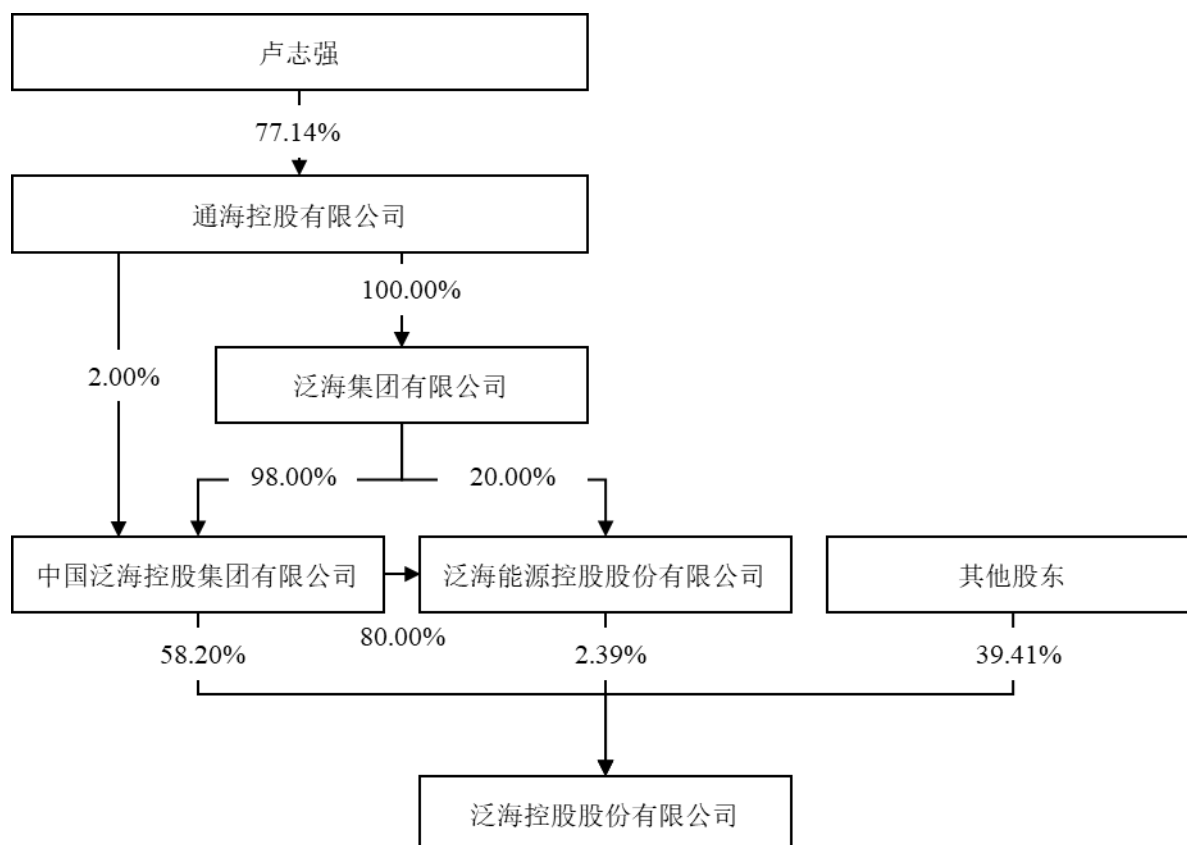 卢志强
77.14%
通海控股有限公司
100.00%
2.00%
泛海集团有限公司
98.00%
20.00%
中国泛海控股集团有限公司
泛海能源控股股份有限公司
其他股东
80.00%
58.20%
2.39%
39.41%
泛海控股股份有限公司